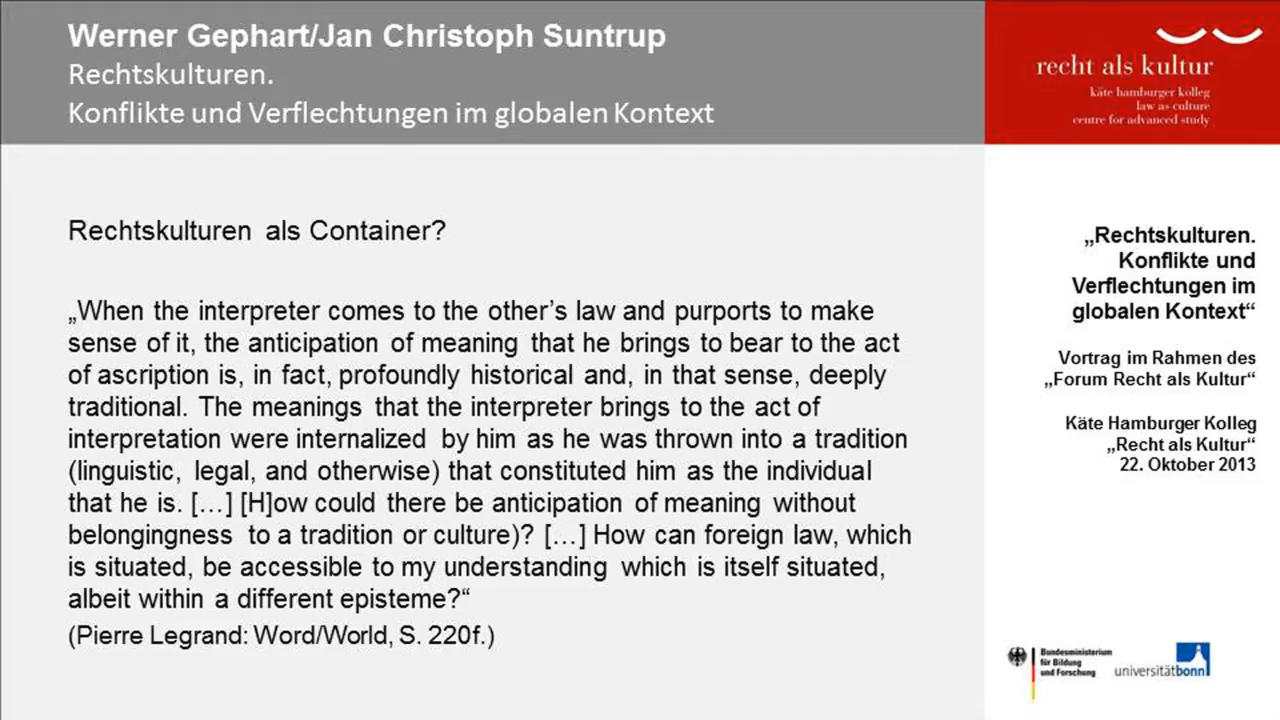 Werner Gephart/Jan Christoph Suntrup
Rechtskulturen.
Konflikte und Verflechtungen im globalen Kontext
recht als kultur
käte hamburger kolleg
law as culture
centre for advanced study
Rechtskulturen als Container?
„When the interpreter comes to the other’s law and purports to make
sense of it, the anticipation of meaning that he brings to bear to the act
of ascription is, in fact, profoundly historical and, in that sense, deeply
traditional. The meanings that the interpreter brings to the act of
interpretation were internalized by him as he was thrown into a tradition
(linguistic, legal, and otherwise) that constituted him as the individual
that he is. […] [H]ow could there be anticipation of meaning without
belongingness to a tradition or culture)? […] How can foreign law, which
is situated, be accessible to my understanding which is itself situated,
albeit within a different episteme?“
(Pierre Legrand: Word/World, S. 220f.)
„Rechtskulturen.
Konflikte und
Verflechtungen im
globalen Kontext“
Vortrag im Rahmen des
„Forum Recht als Kultur“
Käte Hamburger Kolleg
„Recht als Kultur“
22. Oktober 2013
Bundesministerium
für Bildung
und Forschung
universitätbonn